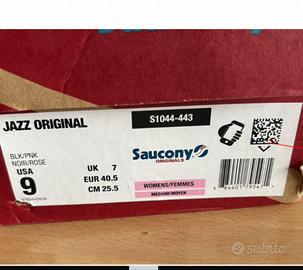 JAZZ ORIGINAL
S1044-443
BLK/PNK
NOIR/ROSE
USA
9
UK 7
EUR 40.5
CM 25.5
Saucony
ORIGINALS
WOMENS/FEMMES
MEDIUM/MOYEN
subito